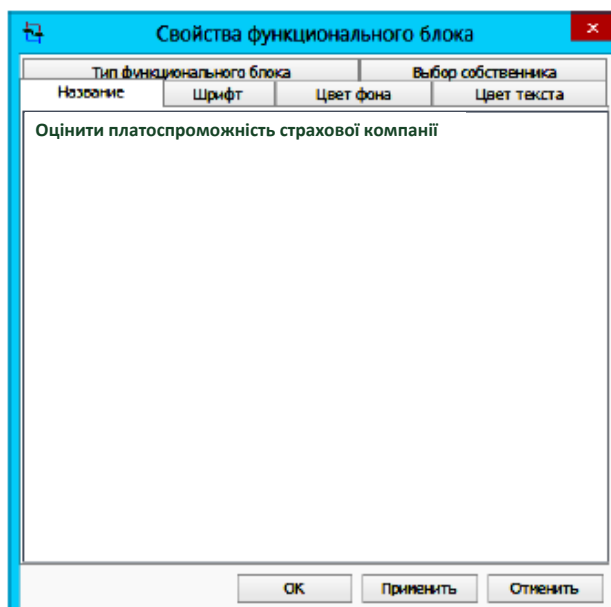 Свойства функционального блока
Тип функционального блока Выбор собственника
Название Шрифт Цвет фона Цвет текста
Оцінити платоспроможність страхової компанії
OK Применить Отменить